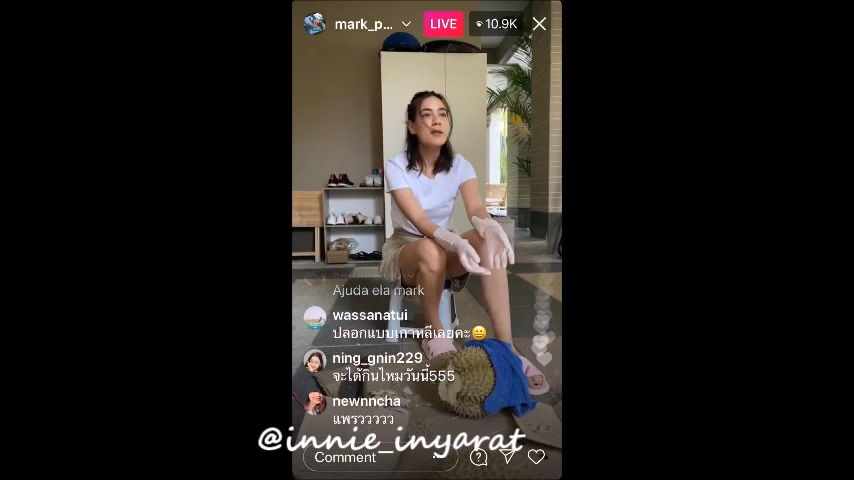 mark_p...
LIVE
10.9K
Ajuda ela mark
wassanatui
ปลอกแบบเกาหลีเลยคะ😀
ning_gnin229
จะได้กินไหมวันนี้555
newnncha
แพรววววว
@innie_inyarat
Comment